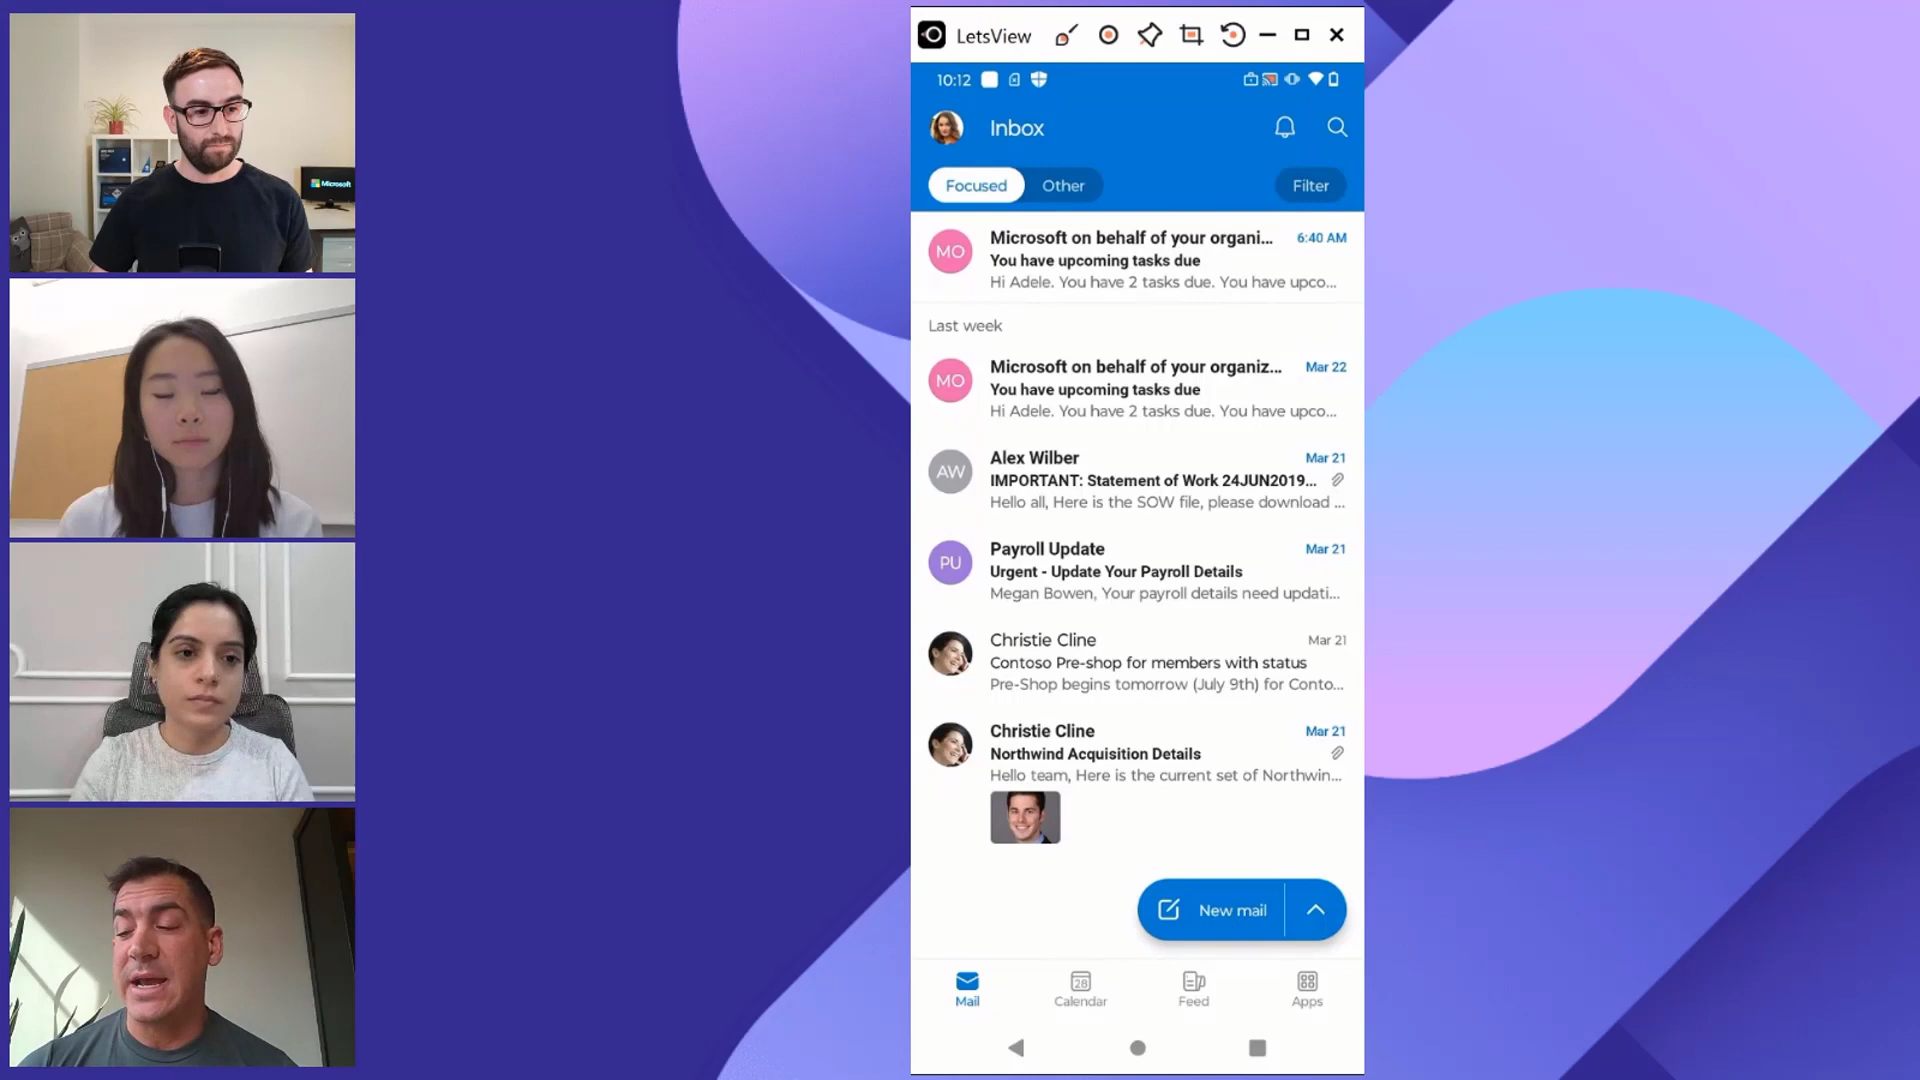 Microsoft
LetsView
10:12
Inbox
Focused Other Filter
MO Microsoft on behalf of your organi... 6:40 AM
You have upcoming tasks due
Hi Adele. You have 2 tasks due. You have upco...
Last week
MO Microsoft on behalf of your organiz... Mar 22
You have upcoming tasks due
Hi Adele. You have 2 tasks due. You have upco...
AW Alex Wilber Mar 21
IMPORTANT: Statement of Work 24JUN2019...
Hello all, Here is the SOW file, please download ...
PU Payroll Update Mar 21
Urgent - Update Your Payroll Details
Megan Bowen, Your payroll details need updati...
Christie Cline Mar 21
Contoso Pre-shop for members with status
Pre-Shop begins tomorrow (July 9th) for Conto...
Christie Cline Mar 21
Northwind Acquisition Details
Hello team, Here is the current set of Northwin...
New mail
28
Mail Calendar Feed Apps